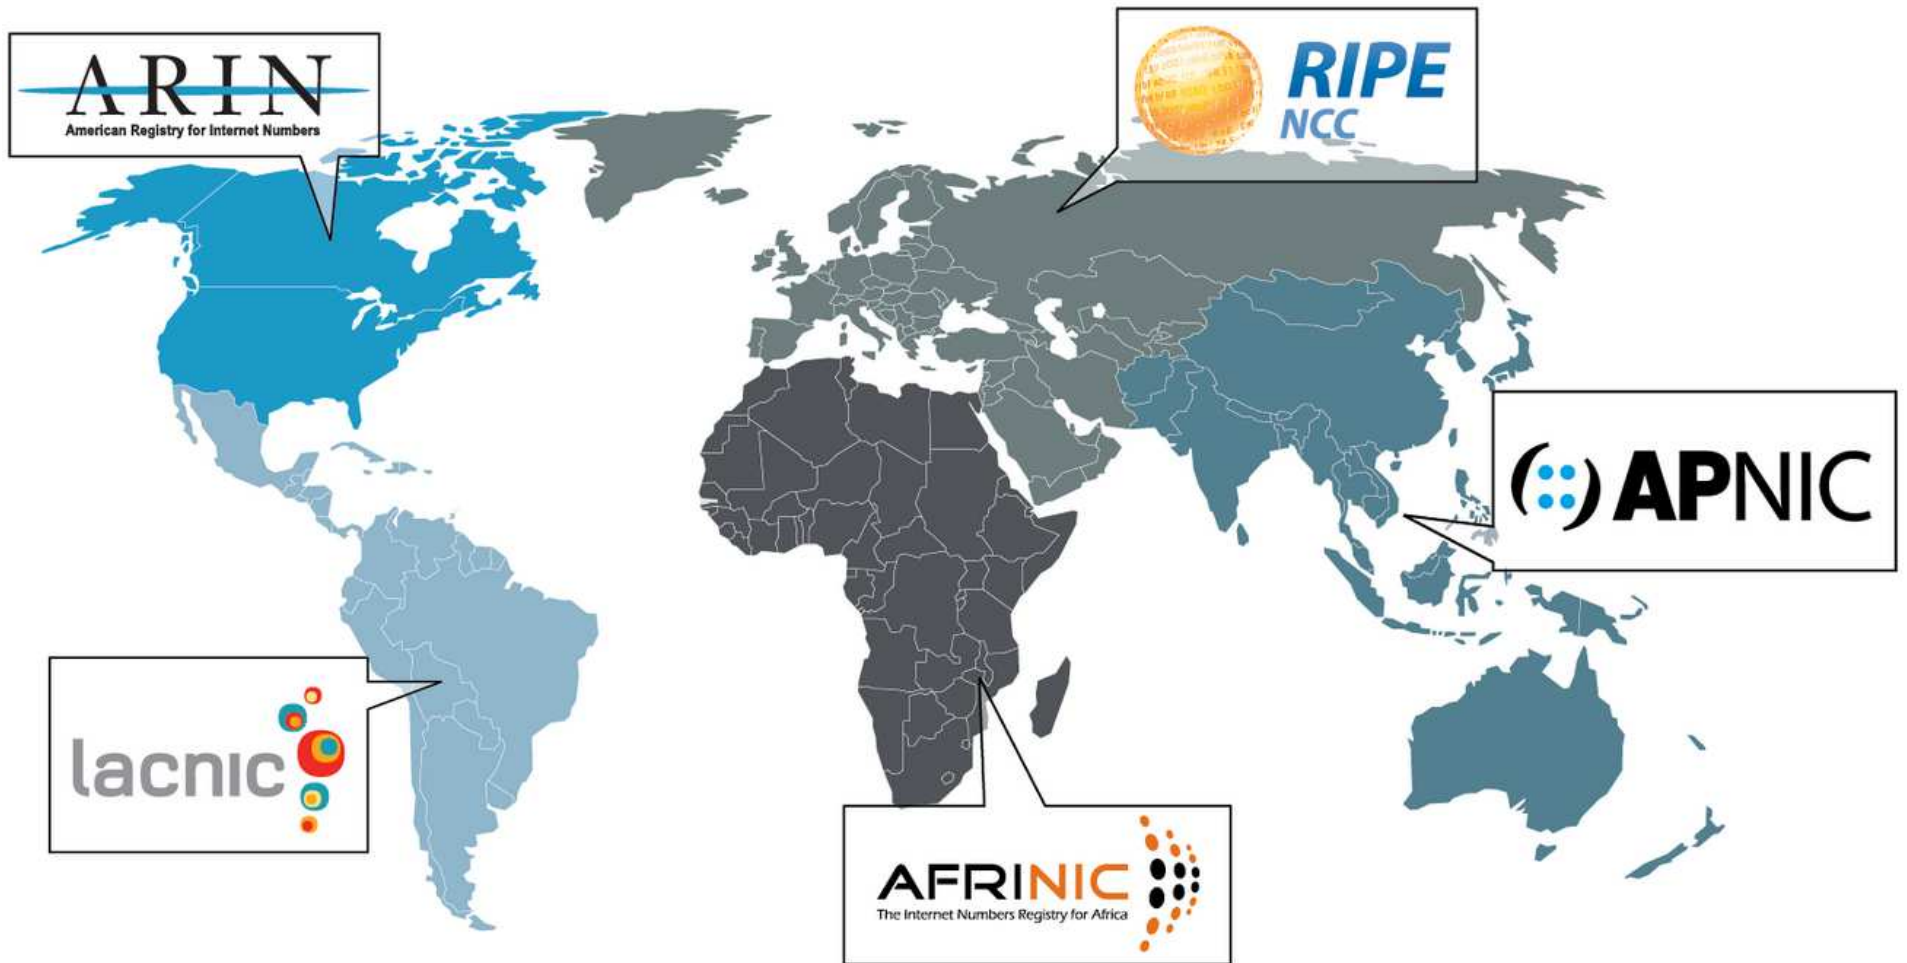 ARIN
American Registry for Internet Numbers
RIPE
NCC
APNIC
lacnic
AFRINIC
The Internet Numbers Registry for Africa